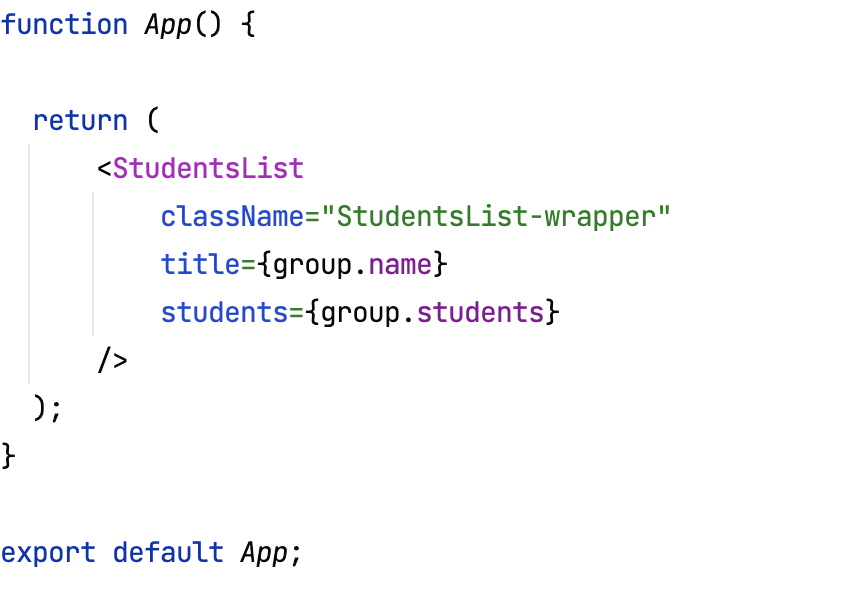 function App() {
return (
<StudentsList
className="StudentsList-wrapper"
title={group.name}
students={group.students}
/>
);
}
export default App;